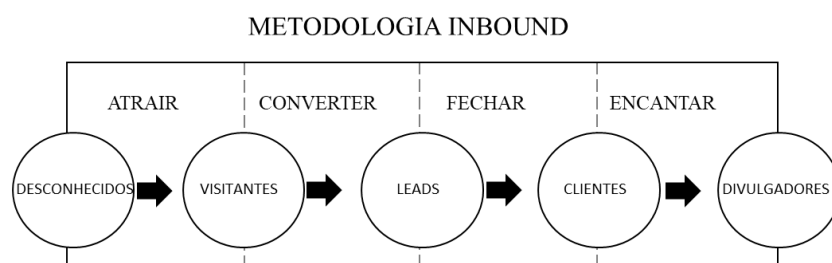 METODOLOGIA INBOUND
ATRAIR CONVERTER FECHAR ENCANTAR
DESCONHECIDOS VISITANTES LEADS CLIENTES DIVULGADORES